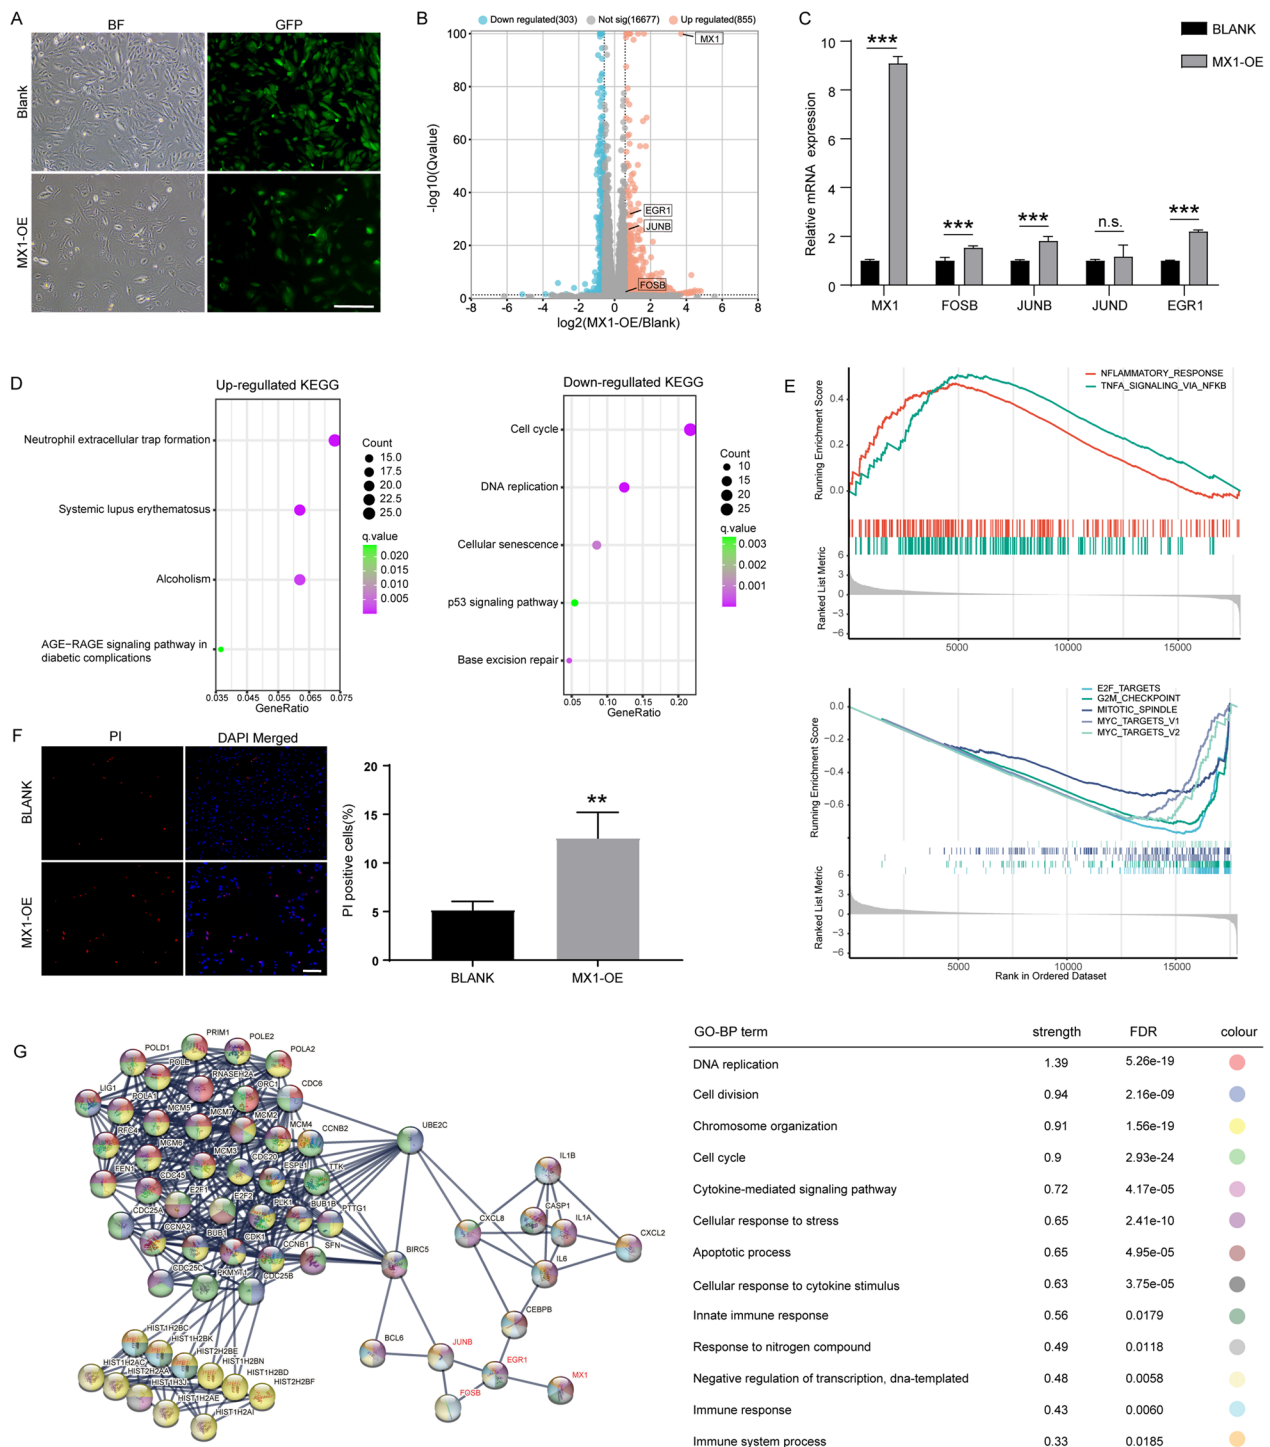 A
BF
GFP
Blank
MX1-OE
B
Down regulated(303)
Not sig(16677)
Up regulated(855)
-log10(Qvalue)
100
80
60
40
20
0
MX1
EGR1
JUNB
FOSB
-8
-6
-4
-2
0
2
4
6
8
log2(MX1-OE/Blank)
C
BLANK
MX1-OE
Relative mRNA expression
10
8
6
4
2
0
***
***
***
n.s.
***
MX1
FOSB
JUNB
JUND
EGR1
D
Up-regullated KEGG
Neutrophil extracellular trap formation
Systemic lupus erythematosus
Alcoholism
AGE−RAGE signaling pathway in
diabetic complications
0.035
0.045
0.055
0.065
0.075
GeneRatio
Count
15.0
17.5
20.0
22.5
25.0
q.value
0.020
0.015
0.010
0.005
Down-regullated KEGG
Cell cycle
DNA replication
Cellular senescence
p53 signaling pathway
Base excision repair
0.05
0.10
0.15
0.20
GeneRatio
Count
10
15
20
25
q.value
0.003
0.002
0.001
E
NFLAMMATORY_RESPONSE
TNFA_SIGNALING_VIA_NFKB
Running Enrichment Score
0.4
0.2
0.0
Ranked List Metric
6
3
0
−3
−6
5000
10000
15000
E2F_TARGETS
G2M_CHECKPOINT
MITOTIC_SPINDLE
MYC_TARGETS_V1
MYC_TARGETS_V2
Running Enrichment Score
0.0
−0.2
−0.4
−0.6
Ranked List Metric
6
3
0
−3
−6
5000
10000
15000
Rank in Ordered Dataset
F
PI
DAPI Merged
BLANK
MX1-OE
PI positive cells(%)
20
15
10
5
0
**
BLANK
MX1-OE
G
PRIM1
POLE2
POLD1
POLE
POLA2
RNASEH2A
LIG1
POLA1
ORC1
CDC6
MCM5
MCM7
MCM2
RFC4
MCM6
MCM4
CCNB2
UBE2C
MCM3
CDC20
ESPL1
FEN1
CDC45
TTK
E2F1
E2F2
PLK1
BUB1B
PTTG1
CDC25A
CCNA2
BUB1
CDK1
CCNB1
SFN
BIRC5
CDC25C
PKMYT1
CDC25B
IL1B
CASP1
CXCL8
IL1A
CXCL2
IL6
CEBPB
BCL6
JUNB
EGR1
MX1
FOSB
HIST1H2BC
HIST1H2BK
HIST2H2BE
HIST1H2BN
HIST1H2AC
HIST2H2AA
HIST1H2BD
HIST1H3J
HIST2H2BF
HIST1H2AE
HIST1H2AI
GO-BP term strength FDR colour
DNA replication 1.39 5.26e-19
Cell division 0.94 2.16e-09
Chromosome organization 0.91 1.56e-19
Cell cycle 0.9 2.93e-24
Cytokine-mediated signaling pathway 0.72 4.17e-05
Cellular response to stress 0.65 2.41e-10
Apoptotic process 0.65 4.95e-05
Cellular response to cytokine stimulus 0.63 3.75e-05
Innate immune response 0.56 0.0179
Response to nitrogen compound 0.49 0.0118
Negative regulation of transcription, dna-templated 0.48 0.0058
Immune response 0.43 0.0060
Immune system process 0.33 0.0185